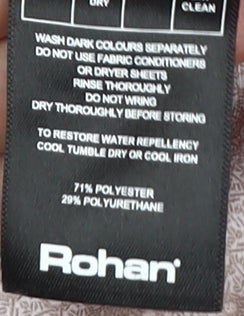 DRY
CLEAN
WASH DARK COLOURS SEPARATELY
DO NOT USE FABRIC CONDITIONERS
OR DRYER SHEETS
RINSE THOROUGHLY
DO NOT WRING
DRY THOROUGHLY BEFORE STORING
TO RESTORE WATER REPELLENCY
COOL TUMBLE DRY OR COOL IRON
71% POLYESTER
29% POLYURETHANE
Rohan®